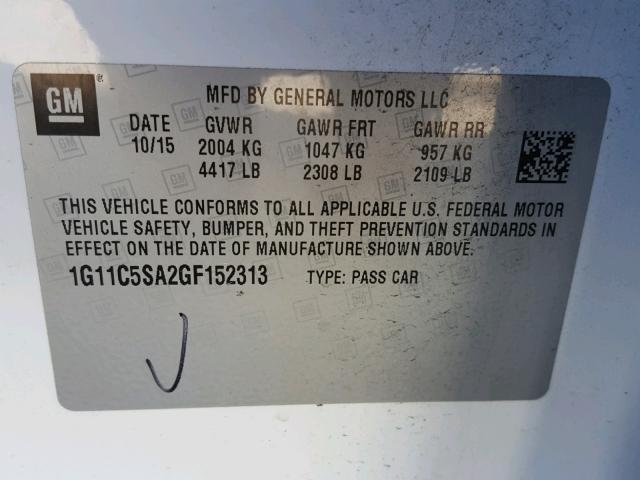 GM ®
MFD BY GENERAL MOTORS LLC
DATE GVWR GAWR FRT GAWR RR
10/15 2004 KG 1047 KG 957 KG
4417 LB 2308 LB 2109 LB
THIS VEHICLE CONFORMS TO ALL APPLICABLE U.S. FEDERAL MOTOR
VEHICLE SAFETY, BUMPER, AND THEFT PREVENTION STANDARDS IN
EFFECT ON THE DATE OF MANUFACTURE SHOWN ABOVE.
1G11C5SA2GF152313 TYPE: PASS CAR